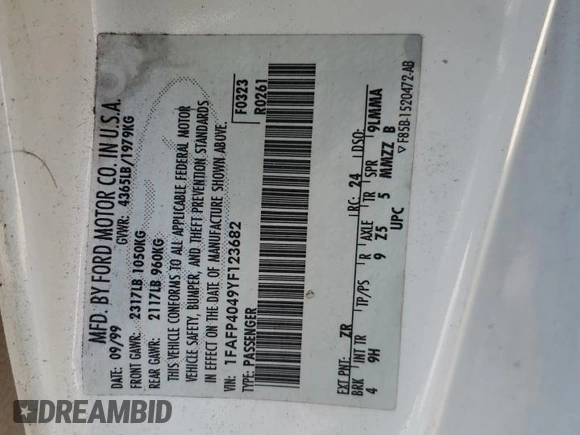 MFD. BY FORD MOTOR CO. IN U.S.A.
DATE: 09/99 GVWR: 4365LB/1979KG
FRONT GAWR: 2317LB 1050KG
REAR GAWR: 2117LB 960KG
THIS VEHICLE CONFORMS TO ALL APPLICABLE FEDERAL MOTOR
VEHICLE SAFETY, BUMPER, AND THEFT PREVENTION STANDARDS
IN EFFECT ON THE DATE OF MANUFACTURE SHOWN ABOVE.
VIN: 1FAFP4049YF123682 F0323
TYPE: PASSENGER R0261
EXT PNT: ZR RC: 24 DSO:
BRK INT TR TP/PS R AXLE TR SPR 9LMMA
4 9H 9 Z5 5 MMZZ B
UPC
▽F85B-1520472-AB
DREAMBID